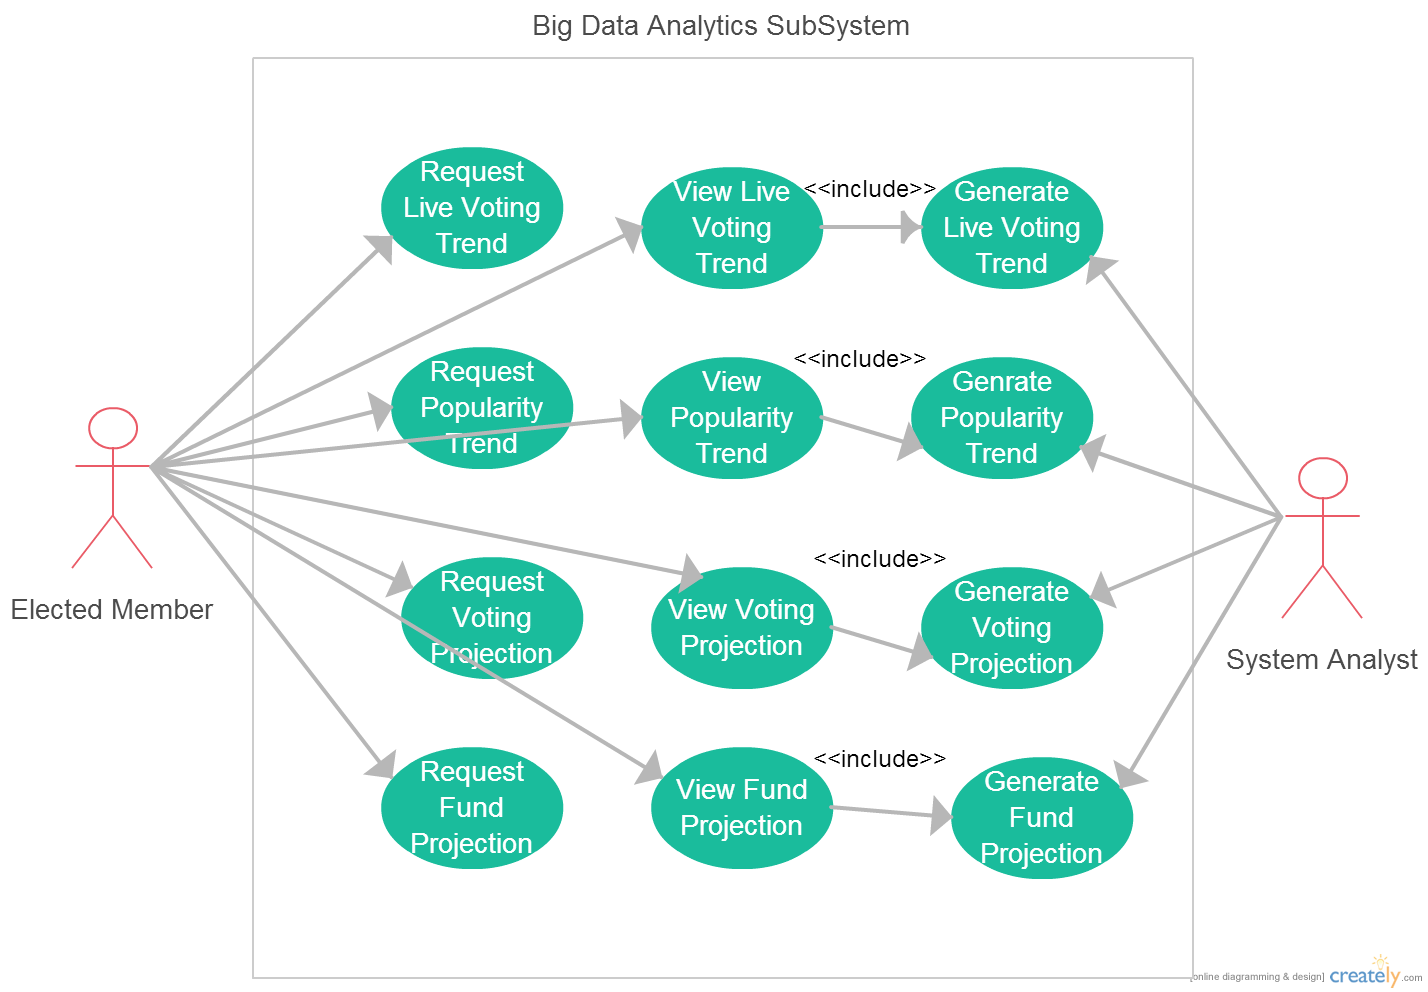 Big Data Analytics SubSystem
Request
Live Voting
Trend
View Live
Voting
Trend
<<include>>
Generate
Live Voting
Trend
Request
Popularity
Trend
View
Popularity
Trend
<<include>>
Genrate
Popularity
Trend
Elected Member
Request
Voting
Projection
View Voting
Projection
<<include>>
Generate
Voting
Projection
System Analyst
Request
Fund
Projection
View Fund
Projection
<<include>>
Generate
Fund
Projection
[online diagramming & design] creately.com